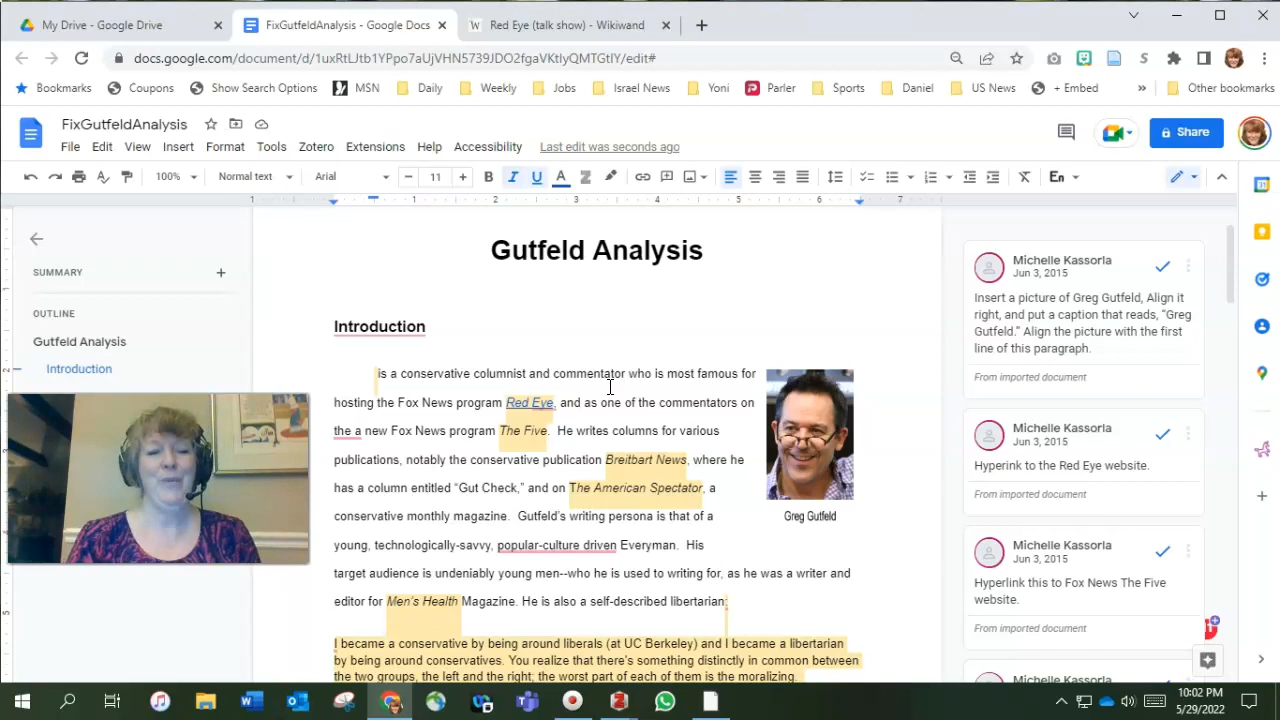 My Drive - Google Drive
FixGutfeldAnalysis - Google Docs
Red Eye (talk show) - Wikiwand
docs.google.com/document/d/1uxRtLtJtb1YPpo7aUjVHN5739JDO2fgaVKtIyQMTGtIY/edit#
Bookmarks
Coupons
Show Search Options
MSN
Daily
Weekly
Jobs
Israel News
Yoni
Parler
Sports
Daniel
US News
+ Embed
Other bookmarks
FixGutfeldAnalysis
Share
File Edit View Insert Format Tools Zotero Extensions Help Accessibility
Last edit was seconds ago
100% Normal text Arial 11 B I U A En
1 1 2 3 4 5 6 7
SUMMARY
OUTLINE
Gutfeld Analysis
Introduction
Gutfeld Analysis
Introduction
is a conservative columnist and commentator who is most famous for
hosting the Fox News program Red Eye, and as one of the commentators on
the a new Fox News program The Five. He writes columns for various
publications, notably the conservative publication Breitbart News, where he
has a column entitled “Gut Check,” and on The American Spectator, a
conservative monthly magazine. Gutfeld’s writing persona is that of a
young, technologically-savvy, popular-culture driven Everyman. His
target audience is undeniably young men--who he is used to writing for, as he was a writer and
editor for Men’s Health Magazine. He is also a self-described libertarian:
I became a conservative by being around liberals (at UC Berkeley) and I became a libertarian
by being around conservatives. You realize that there’s something distinctly in common between
the two groups, the left and the right; the worst part of each of them is the moralizing.
Greg Gutfeld
Michelle Kassorla
Jun 3, 2015
Insert a picture of Greg Gutfeld, Align it
right, and put a caption that reads, “Greg
Gutfeld.” Align the picture with the first
line of this paragraph.
From imported document
Michelle Kassorla
Jun 3, 2015
Hyperink to the Red Eye website.
From imported document
Michelle Kassorla
Jun 3, 2015
Hyperlink this to Fox News The Five
website.
From imported document
Michelle Kassorla
10:02 PM
5/29/2022